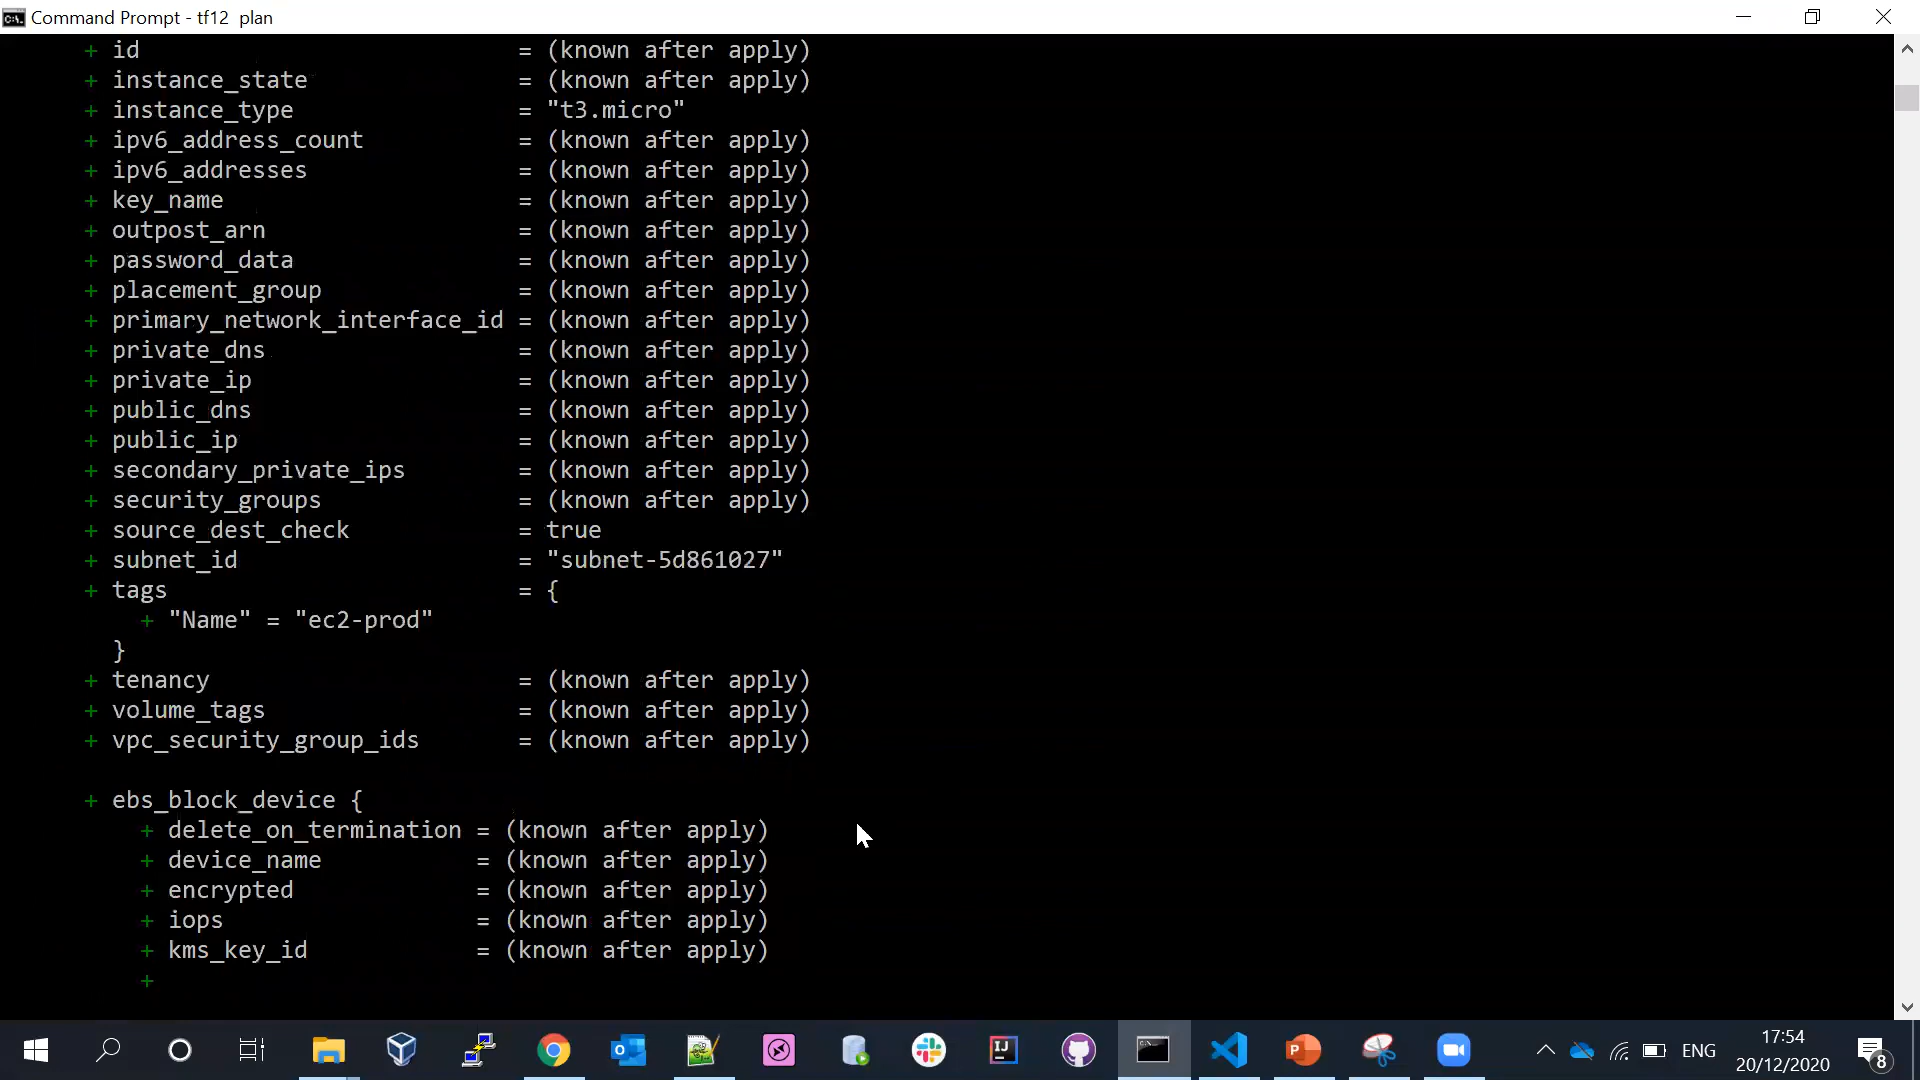 Command Prompt - tf12  plan
+ id                           = (known after apply)
+ instance_state               = (known after apply)
+ instance_type                = "t3.micro"
+ ipv6_address_count           = (known after apply)
+ ipv6_addresses               = (known after apply)
+ key_name                     = (known after apply)
+ outpost_arn                  = (known after apply)
+ password_data                = (known after apply)
+ placement_group              = (known after apply)
+ primary_network_interface_id = (known after apply)
+ private_dns                  = (known after apply)
+ private_ip                   = (known after apply)
+ public_dns                   = (known after apply)
+ public_ip                    = (known after apply)
+ secondary_private_ips        = (known after apply)
+ security_groups              = (known after apply)
+ source_dest_check            = true
+ subnet_id                    = "subnet-5d861027"
+ tags                         = {
    + "Name" = "ec2-prod"
  }
+ tenancy                      = (known after apply)
+ volume_tags                  = (known after apply)
+ vpc_security_group_ids       = (known after apply)
+ ebs_block_device {
    + delete_on_termination = (known after apply)
    + device_name           = (known after apply)
    + encrypted             = (known after apply)
    + iops                  = (known after apply)
    + kms_key_id            = (known after apply)
    +
ENG
17:54
20/12/2020
8